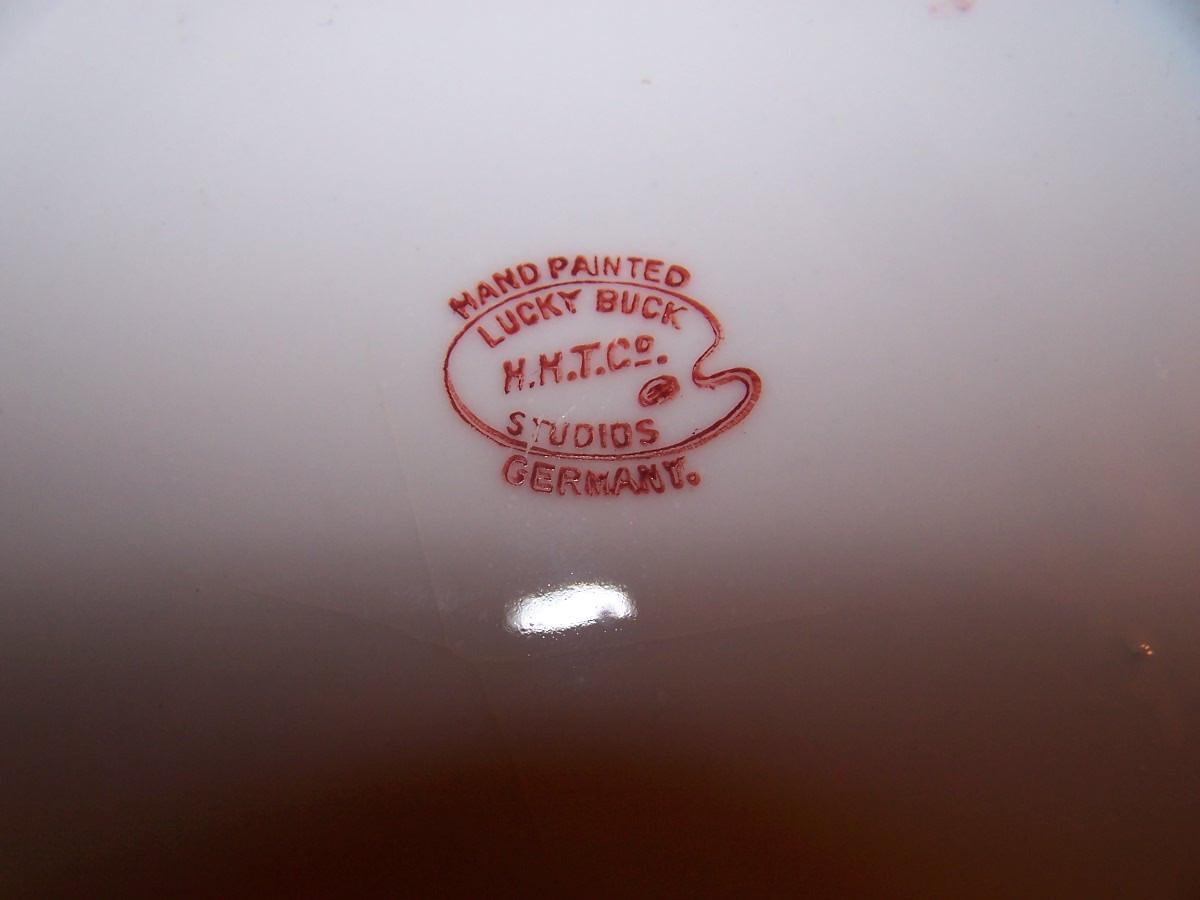 HAND PAINTED
LUCKY BUCK
H.H.T.Co.
STUDIOS
GERMANY.